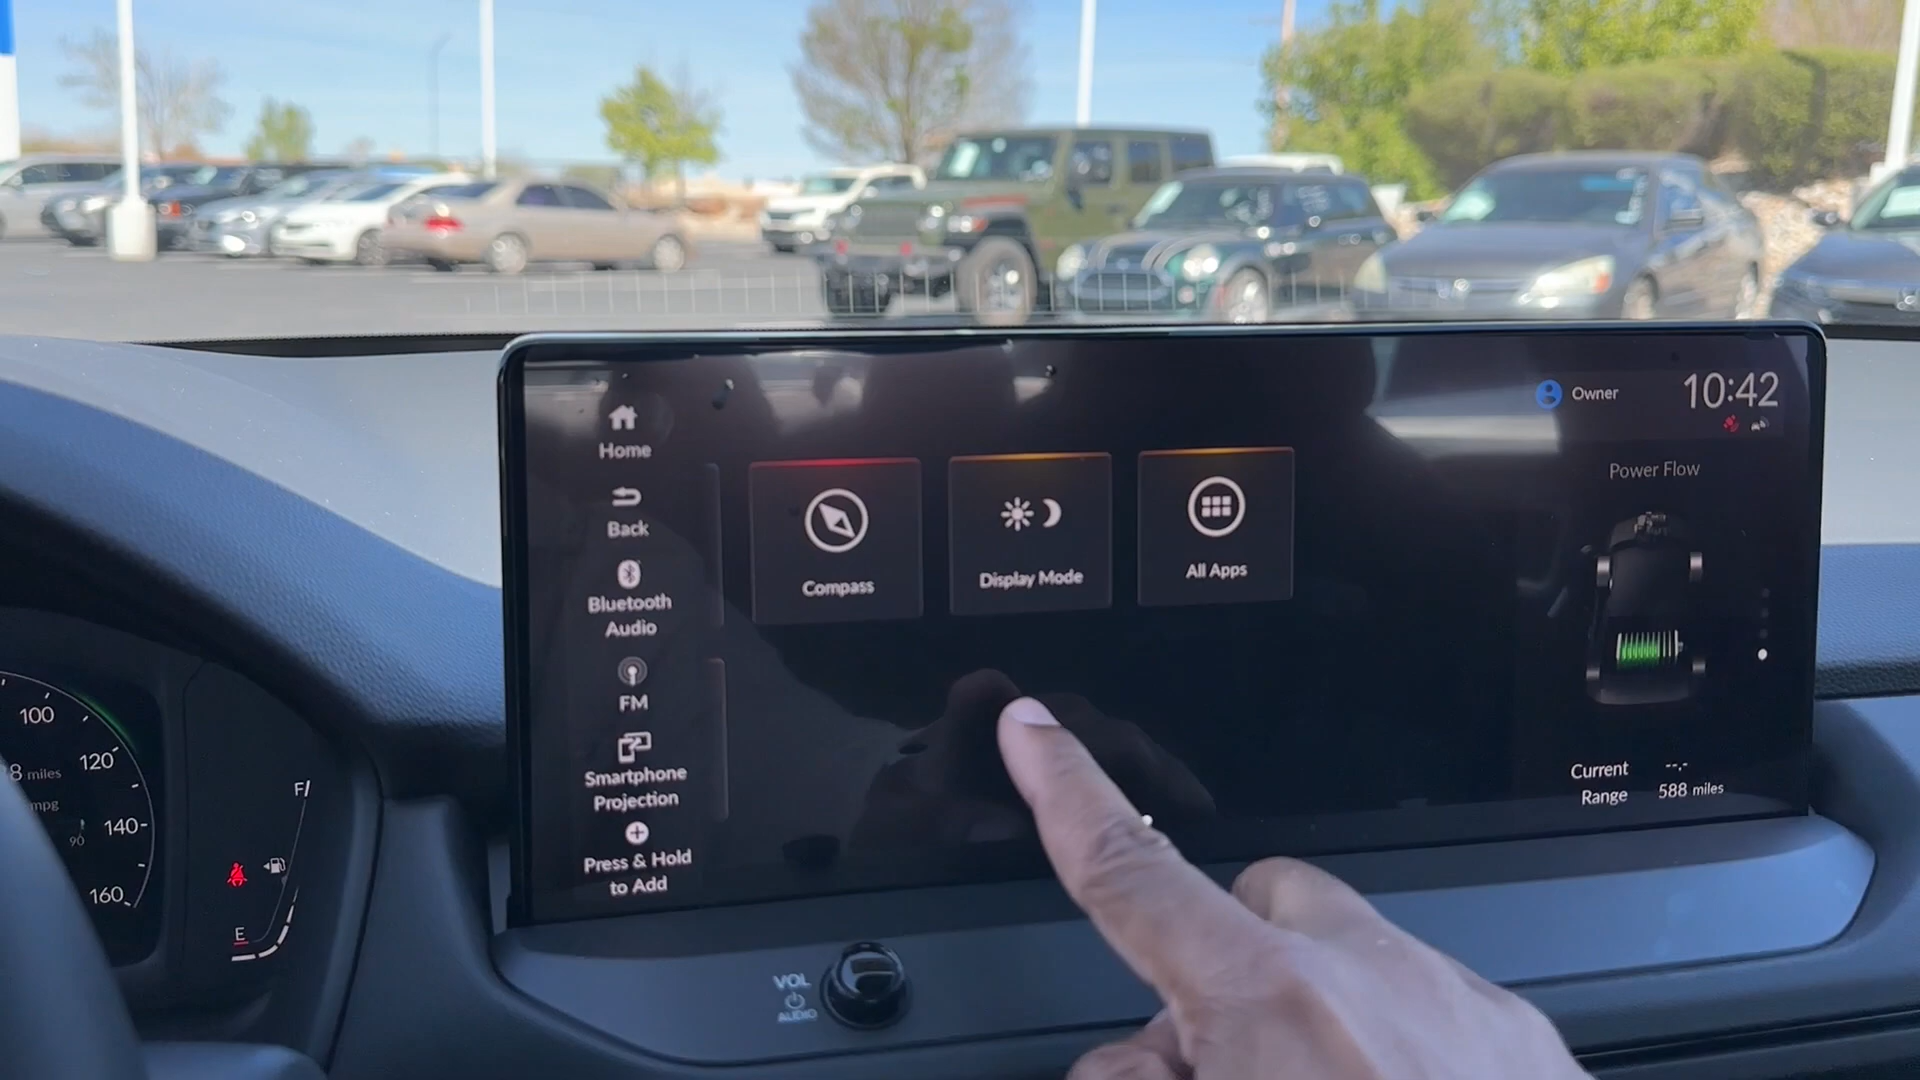 Home
Back
Bluetooth
Audio
FM
Smartphone
Projection
Press & Hold
to Add
Compass
Display Mode
All Apps
Owner
10:42
Power Flow
Current
Range
--.-
588 miles
100
120
140
160
8 miles
mpg
90
F
E
VOL
AUDIO